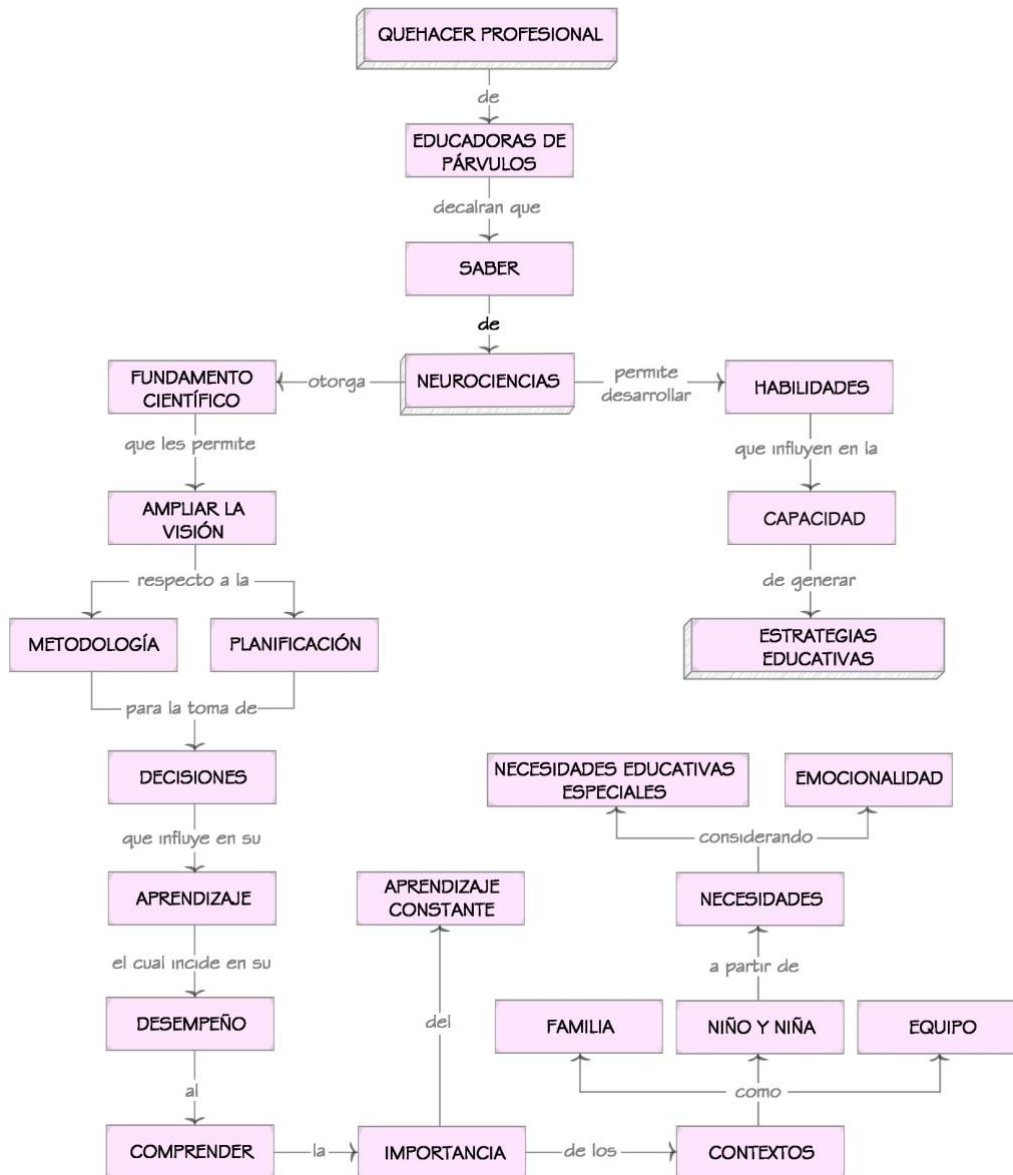 QUEHACER PROFESIONAL
de
EDUCADORAS DE
PÁRVULOS
decalran que
SABER
de
FUNDAMENTO
CIENTÍFICO
otorga
NEUROCIENCIAS
permite
desarrollar
HABILIDADES
que les permite
que influyen en la
AMPLIAR LA
VISIÓN
CAPACIDAD
respecto a la
de generar
METODOLOGÍA
PLANIFICACIÓN
ESTRATEGIAS
EDUCATIVAS
para la toma de
DECISIONES
NECESIDADES EDUCATIVAS
ESPECIALES
EMOCIONALIDAD
que influye en su
considerando
APRENDIZAJE
APRENDIZAJE
CONSTANTE
NECESIDADES
el cual incide en su
a partir de
DESEMPEÑO
del
FAMILIA
NIÑO Y NIÑA
EQUIPO
al
como
COMPRENDER
la
IMPORTANCIA
de los
CONTEXTOS